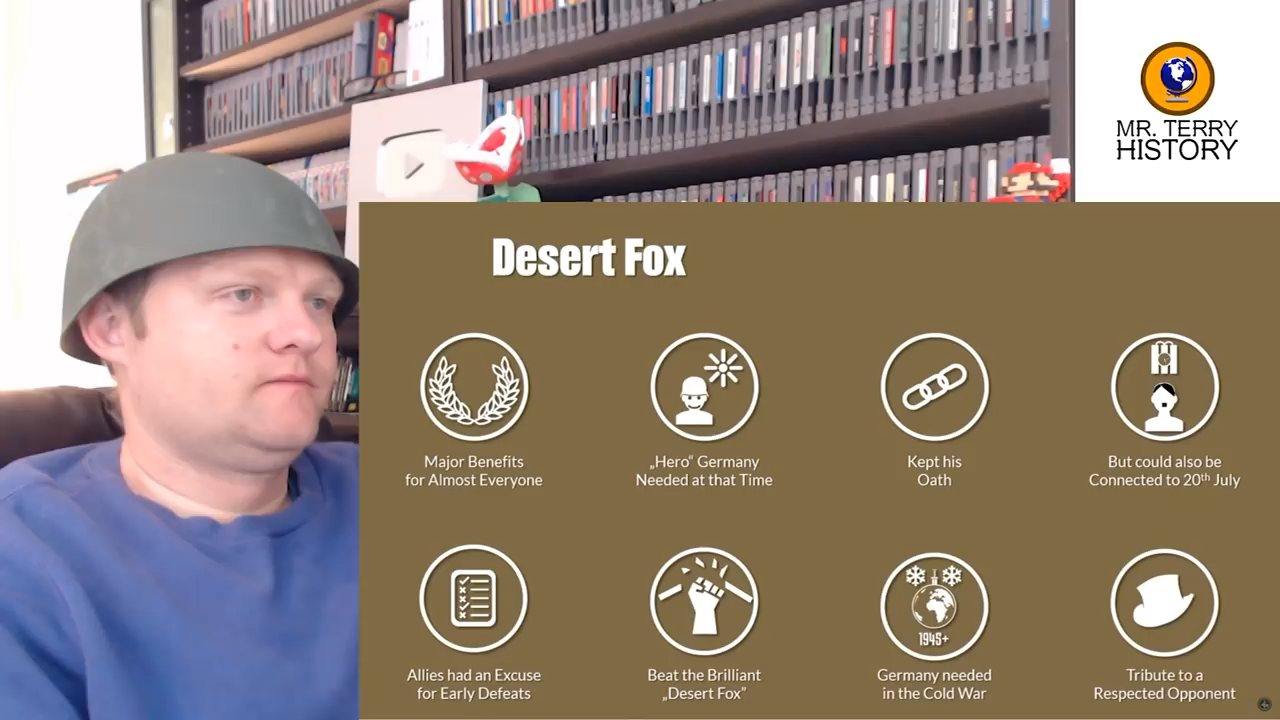 MR. TERRY
HISTORY
Desert Fox
Major Benefits
for Almost Everyone
„Hero“ Germany
Needed at that Time
Kept his
Oath
But could also be
Connected to 20th July
1945+
Allies had an Excuse
for Early Defeats
Beat the Brilliant
„Desert Fox”
Germany needed
in the Cold War
Tribute to a
Respected Opponent